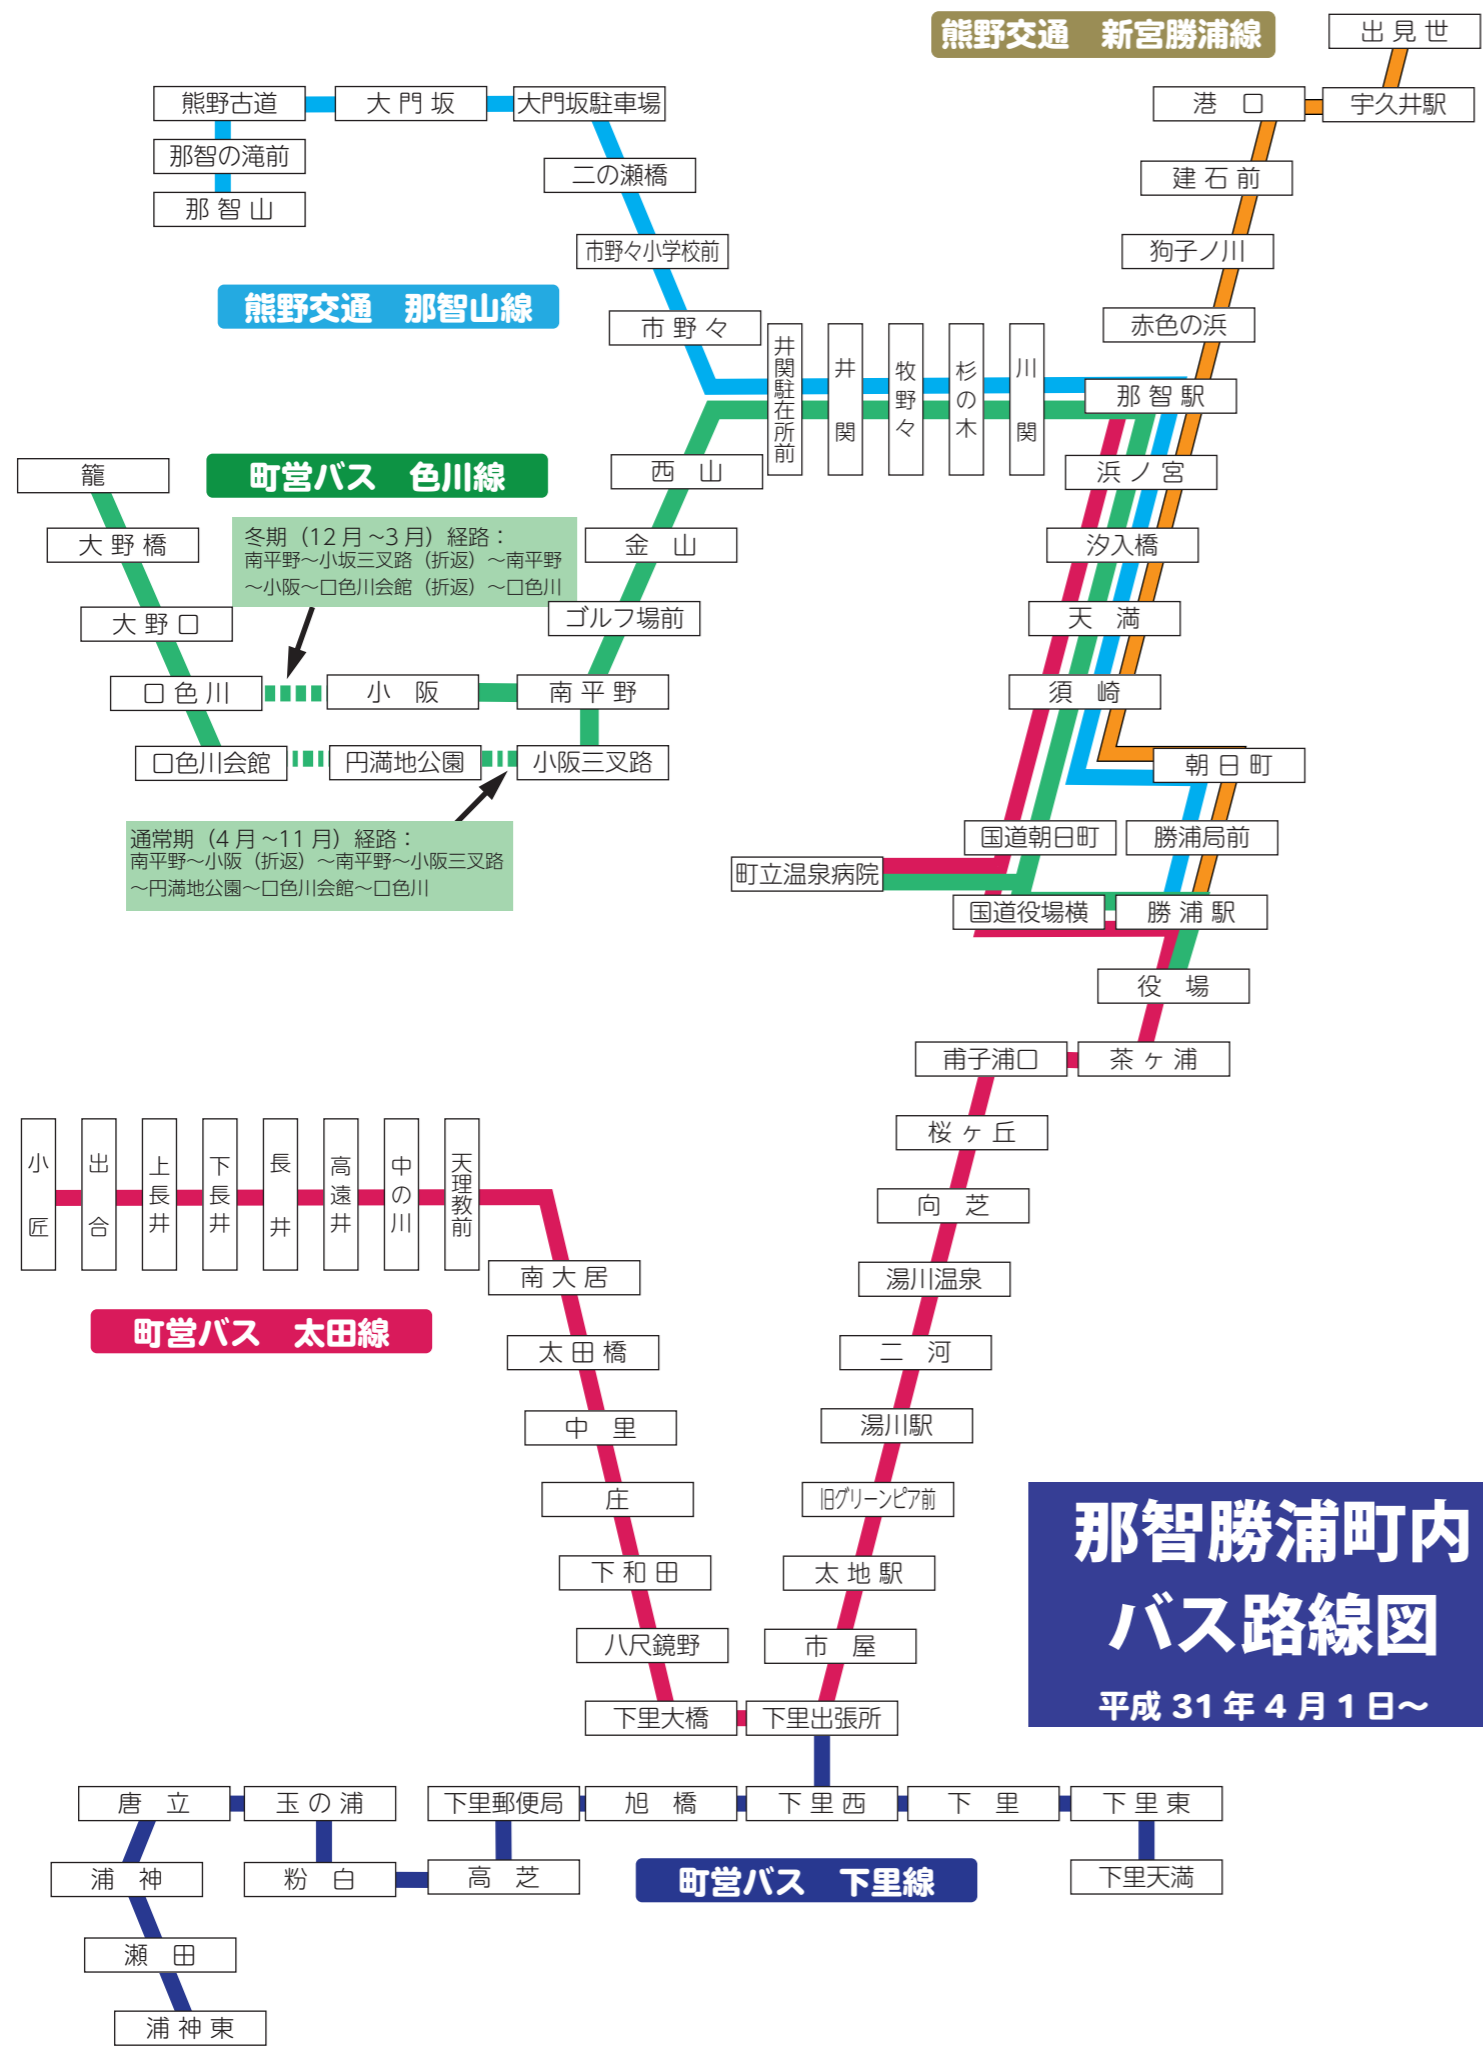 熊野交通　新宮勝浦線
出見世
港　口
宇久井駅
建石前
狗子ノ川
赤色の浜
熊野古道
大門坂
大門坂駐車場
那智の滝前
那智山
二の瀬橋
市野々小学校前
市野々
熊野交通　那智山線
井関駐在所前
井関
牧野々
杉の木
川関
那智駅
浜ノ宮
汐入橋
天満
須崎
朝日町
国道朝日町
勝浦局前
町立温泉病院
国道役場横
勝浦駅
役場
茶ヶ浦
甫子浦口
桜ヶ丘
向芝
湯川温泉
二河
湯川駅
旧グリーンピア前
太地駅
市屋
下里出張所
町営バス　色川線
籠
大野橋
大野口
口色川
口色川会館
冬期（12月～3月）経路：
南平野～小坂三叉路（折返）～南平野
～小阪～口色川会館（折返）～口色川
西山
金山
ゴルフ場前
小阪
南平野
円満地公園
小阪三叉路
通常期（4月～11月）経路：
南平野～小阪（折返）～南平野～小阪三叉路
～円満地公園～口色川会館～口色川
小匠
出合
上長井
下長井
長井
高遠井
中の川
天理教前
南大居
太田橋
中里
庄
下和田
八尺鏡野
下里大橋
町営バス　太田線
那智勝浦町内
バス路線図
平成31年4月1日～
唐立
玉の浦
下里郵便局
旭橋
下里西
下里
下里東
浦神
粉白
高芝
下里天満
町営バス　下里線
瀬田
浦神東